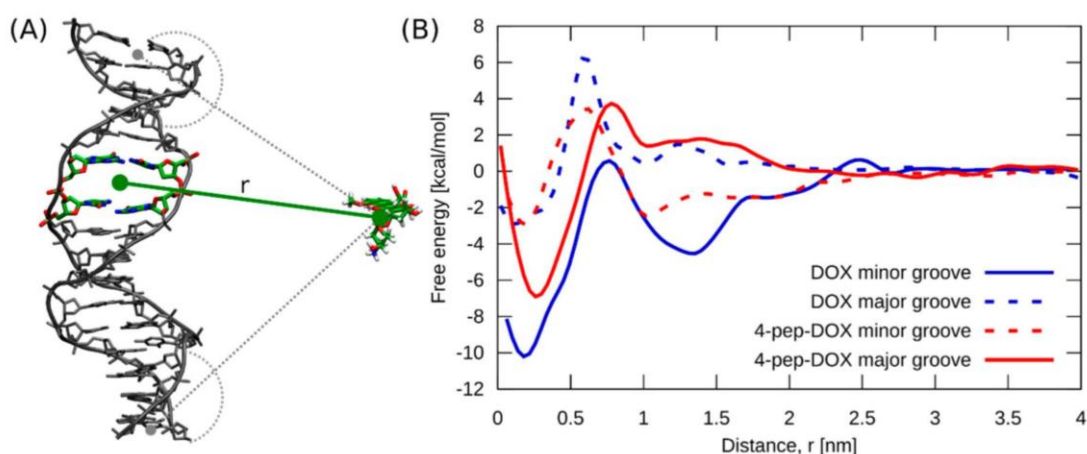 (A)
r
(B)
Free energy [kcal/mol]
8
6
4
2
0
-2
-4
-6
-8
-10
-12
DOX minor groove
DOX major groove
4-pep-DOX minor groove
4-pep-DOX major groove
0 0.5 1 1.5 2 2.5 3 3.5 4
Distance, r [nm]